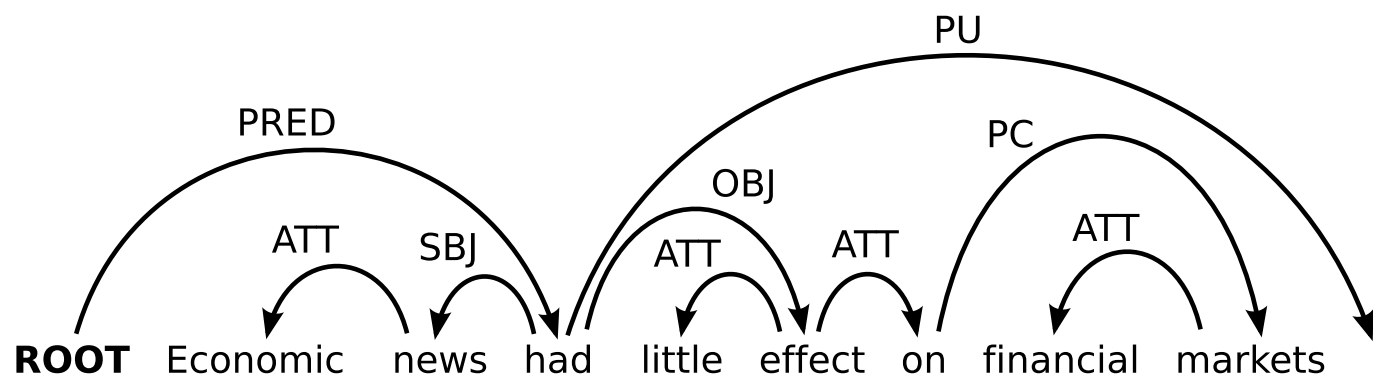 PU
PRED
PC
OBJ
ATT
SBJ
ATT
ATT
ATT
ROOT Economic news had little effect on financial markets